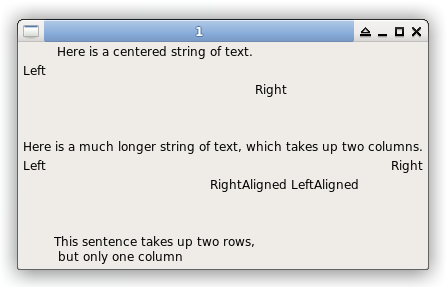 1
Here is a centered string of text.
Left
Right
Here is a much longer string of text, which takes up two columns.
Left Right
RightAligned LeftAligned
This sentence takes up two rows,
but only one column